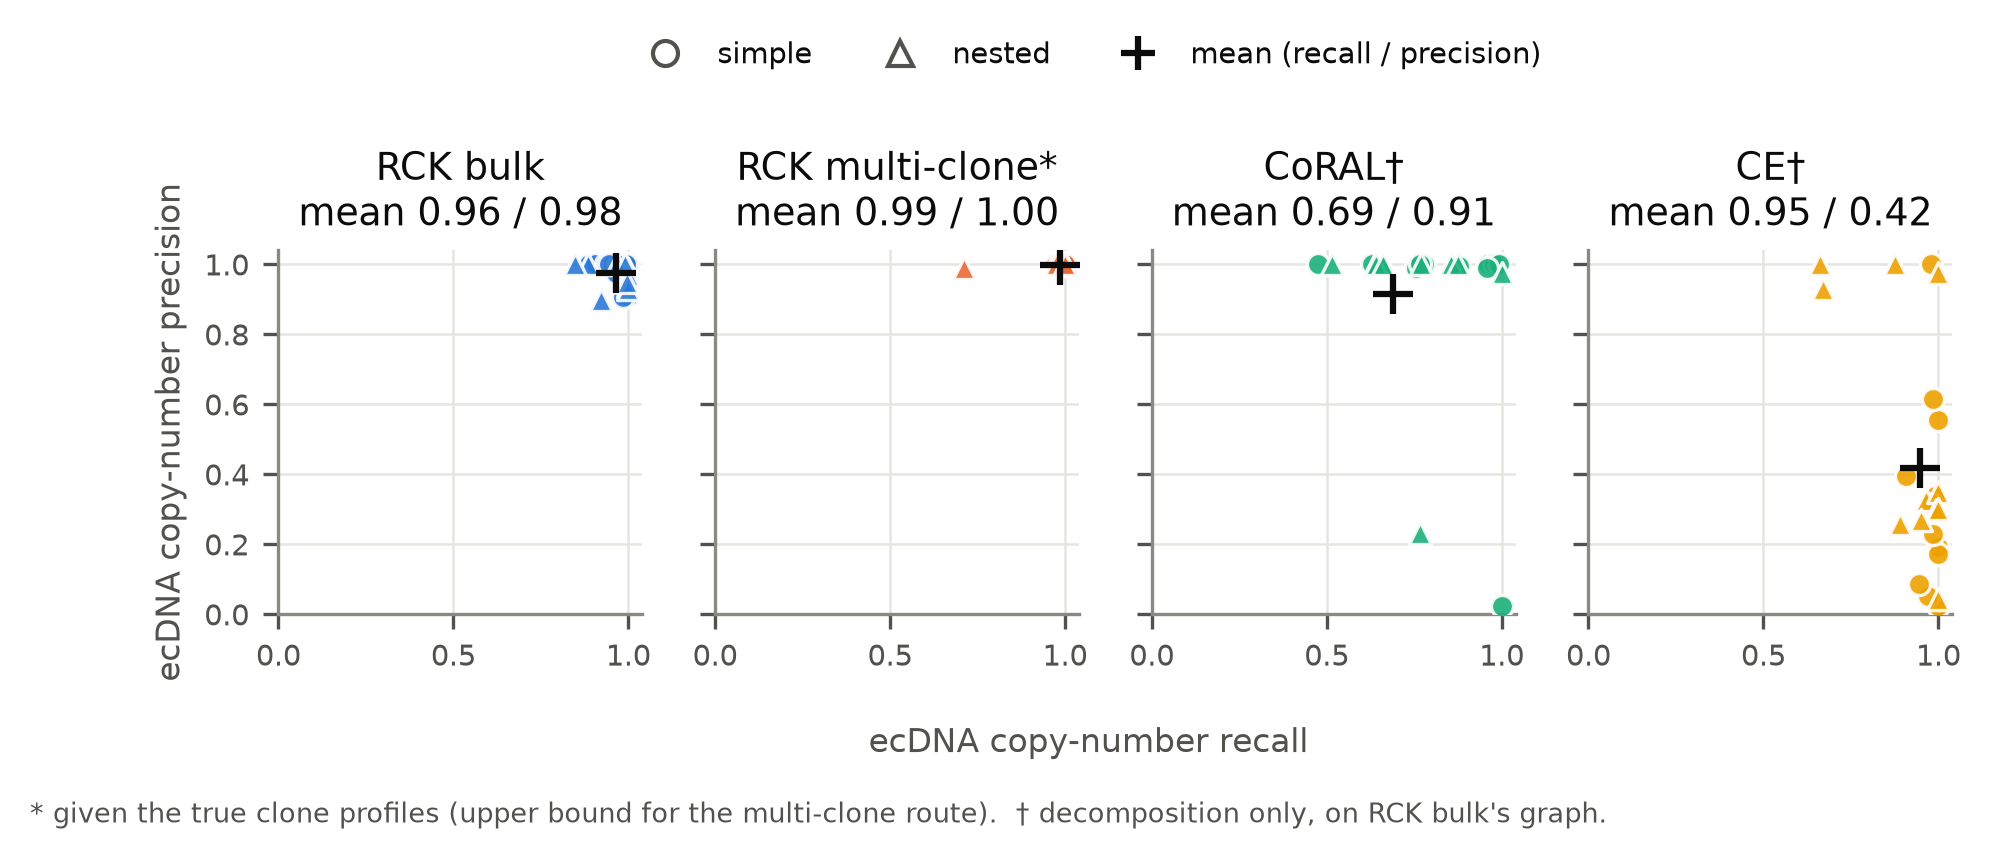 simple nested mean (recall / precision)
RCK bulk
mean 0.96 / 0.98
RCK multi-clone*
mean 0.99 / 1.00
CoRAL†
mean 0.69 / 0.91
CE†
mean 0.95 / 0.42
ecDNA copy-number precision
1.0
0.8
0.6
0.4
0.2
0.0
0.0 0.5 1.0 0.0 0.5 1.0 0.0 0.5 1.0 0.0 0.5 1.0
ecDNA copy-number recall
* given the true clone profiles (upper bound for the multi-clone route). † decomposition only, on RCK bulk's graph.